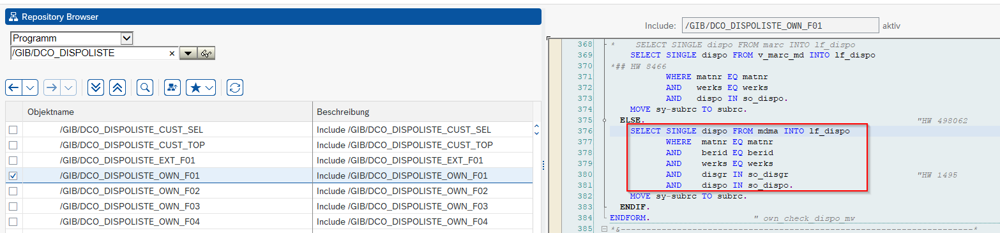 Repository Browser
Programm
/GIB/DCO_DISPOLISTE
Objektname Beschreibung
/GIB/DCO_DISPOLISTE_CUST_SEL Include /GIB/DCO_DISPOLISTE_CUST_SEL
/GIB/DCO_DISPOLISTE_CUST_TOP Include /GIB/DCO_DISPOLISTE_CUST_TOP
/GIB/DCO_DISPOLISTE_EXT_F01 Include /GIB/DCO_DISPOLISTE_EXT_F01
/GIB/DCO_DISPOLISTE_OWN_F01 Include /GIB/DCO_DISPOLISTE_OWN_F01
/GIB/DCO_DISPOLISTE_OWN_F02 Include /GIB/DCO_DISPOLISTE_OWN_F02
/GIB/DCO_DISPOLISTE_OWN_F03 Include /GIB/DCO_DISPOLISTE_OWN_F03
/GIB/DCO_DISPOLISTE_OWN_F04 Include /GIB/DCO_DISPOLISTE_OWN_F04
Include: /GIB/DCO_DISPOLISTE_OWN_F01 aktiv
368 * SELECT SINGLE dispo FROM marc INTO lf_dispo
369 SELECT SINGLE dispo FROM v_marc_md INTO lf_dispo
370 *## HW 8466
371 WHERE matnr EQ matnr
372 AND werks EQ werks
373 AND dispo IN so_dispo.
374 MOVE sy-subrc TO subrc.
375 ELSE. "HW 498062
376 SELECT SINGLE dispo FROM mdma INTO lf_dispo
377 WHERE matnr EQ matnr
378 AND berid EQ berid
379 AND werks EQ werks
380 AND disgr IN so_disgr "HW 1495
381 AND dispo IN so_dispo.
382 MOVE sy-subrc TO subrc.
383 ENDIF.
384 ENDFORM. " own_check_dispo_mw
385 *&---------------------------------------------------------------------*